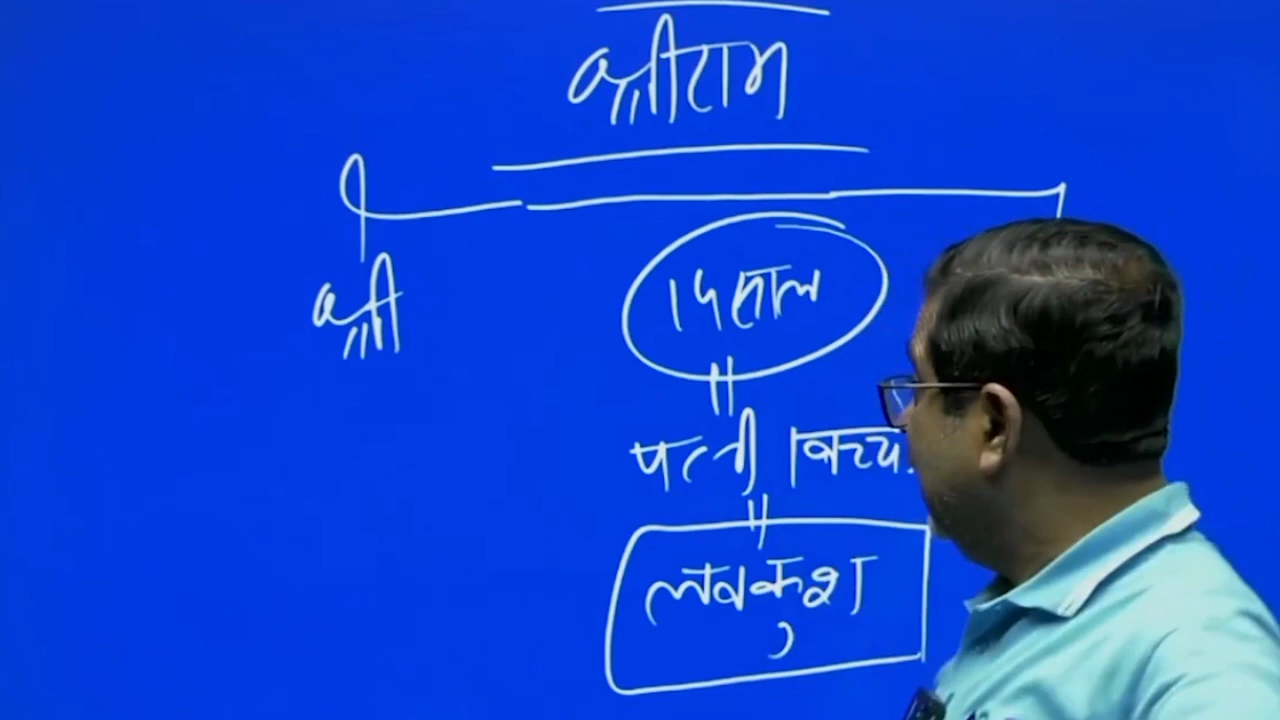 श्रीराम
श्री
14 साल
पत्नी
लवकुश